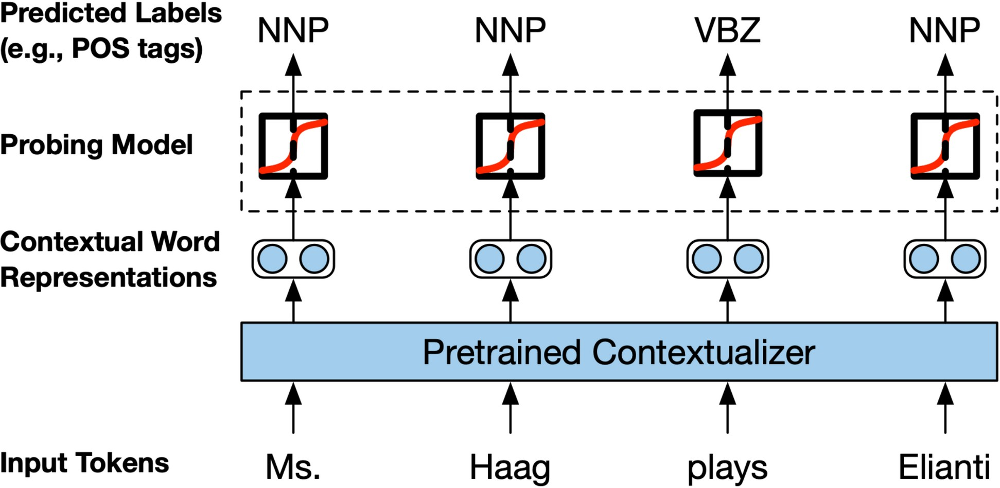 Predicted Labels
(e.g., POS tags)
NNP NNP VBZ NNP
Probing Model
Contextual Word
Representations
Pretrained Contextualizer
Input Tokens
Ms. Haag plays Elianti